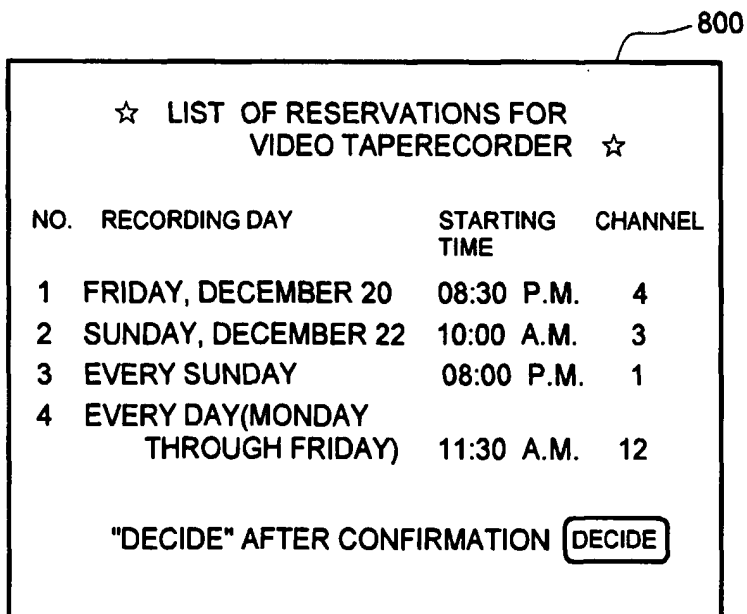 800
☆ LIST OF RESERVATIONS FOR
VIDEO TAPERECORDER ☆
NO. RECORDING DAY STARTING TIME CHANNEL
1 FRIDAY, DECEMBER 20 08:30 P.M. 4
2 SUNDAY, DECEMBER 22 10:00 A.M. 3
3 EVERY SUNDAY 08:00 P.M. 1
4 EVERY DAY(MONDAY
THROUGH FRIDAY) 11:30 A.M. 12
"DECIDE" AFTER CONFIRMATION DECIDE